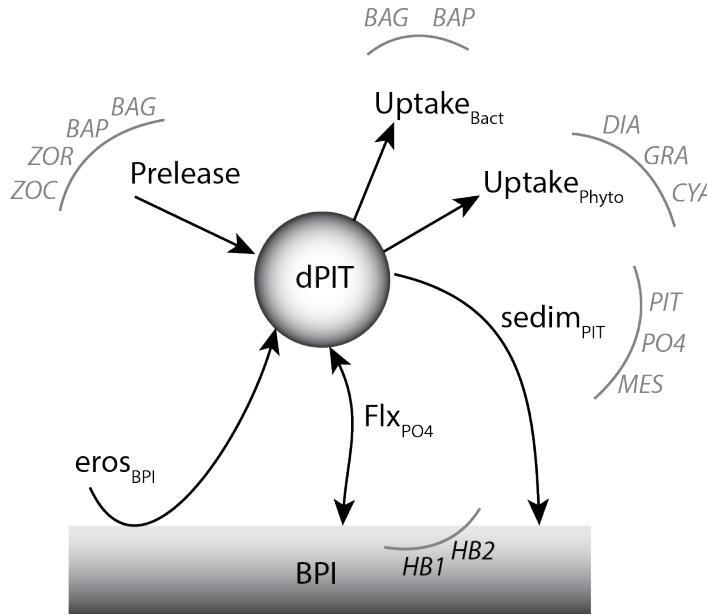 BAG BAP
Uptake Bact
BAG
BAP
ZOR
ZOC
Prelease
DIA
GRA
CYA
Uptake Phyto
dPIT
sedim PIT
PIT
PO4
MES
Flx PO4
eros BPI
BPI
HB1 HB2